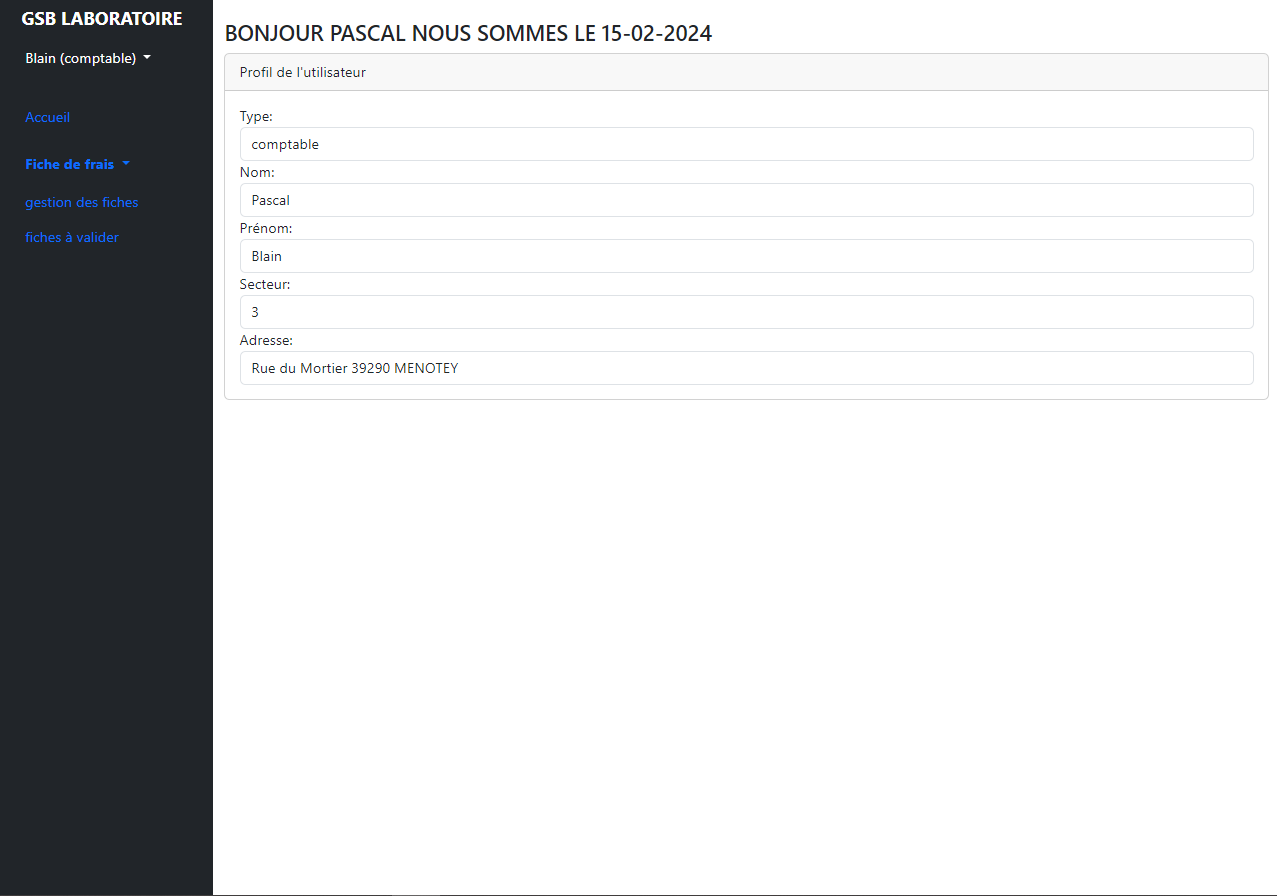 GSB LABORATOIRE
Blain (comptable)
Accueil
Fiche de frais
gestion des fiches
fiches à valider
BONJOUR PASCAL NOUS SOMMES LE 15-02-2024
Profil de l'utilisateur
Type:
comptable
Nom:
Pascal
Prénom:
Blain
Secteur:
3
Adresse:
Rue du Mortier 39290 MENOTEY